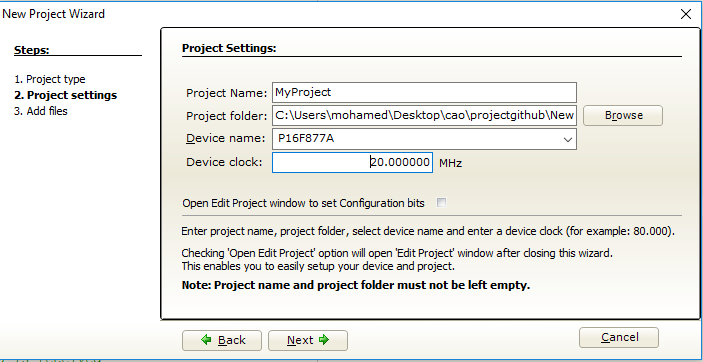 New Project Wizard
Steps:
1. Project type
2. Project settings
3. Add files
Project Settings:
Project Name: MyProject
Project folder: C:\Users\mohamed\Desktop\cao\projectgithub\New Browse
Device name: P16F877A
Device clock: 20.000000 MHz
Open Edit Project window to set Configuration bits
Enter project name, project folder, select device name and enter a device clock (for example: 80.000).
Checking 'Open Edit Project' option will open 'Edit Project' window after closing this wizard.
This enables you to easily setup your device and project.
Note: Project name and project folder must not be left empty.
Back Next Cancel